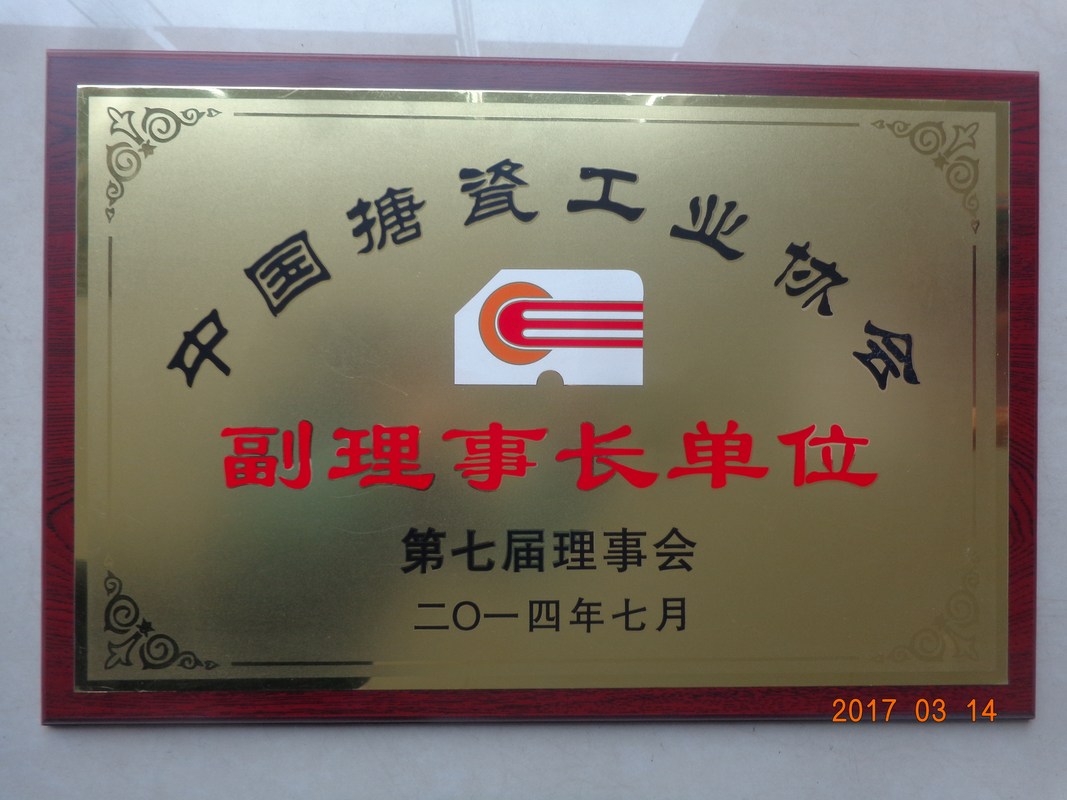 中国搪瓷工业协会
副理事长单位
第七届理事会
二〇一四年七月
2017 03 14